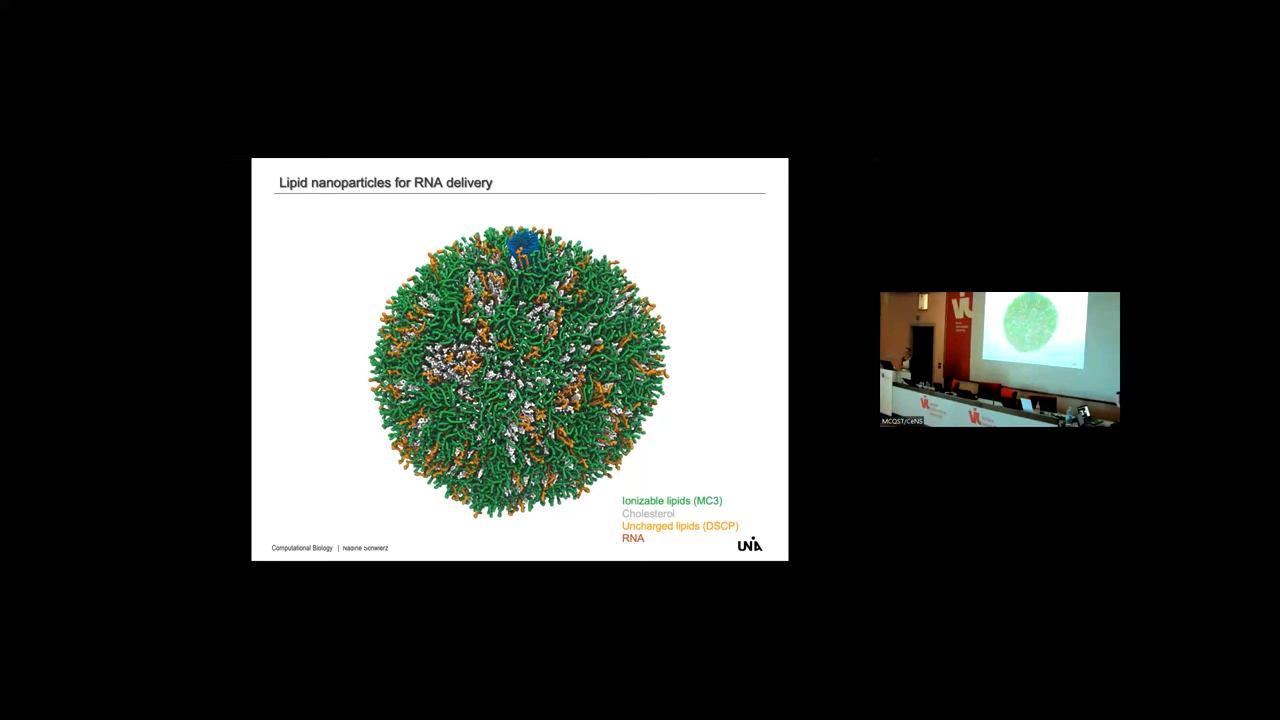 Lipid nanoparticles for RNA delivery
Ionizable lipids (MC3)
Cholesterol
Uncharged lipids (DSCP)
RNA
Computational Biology | Nadine Schwierz
UNIA
MCQST/CeNS